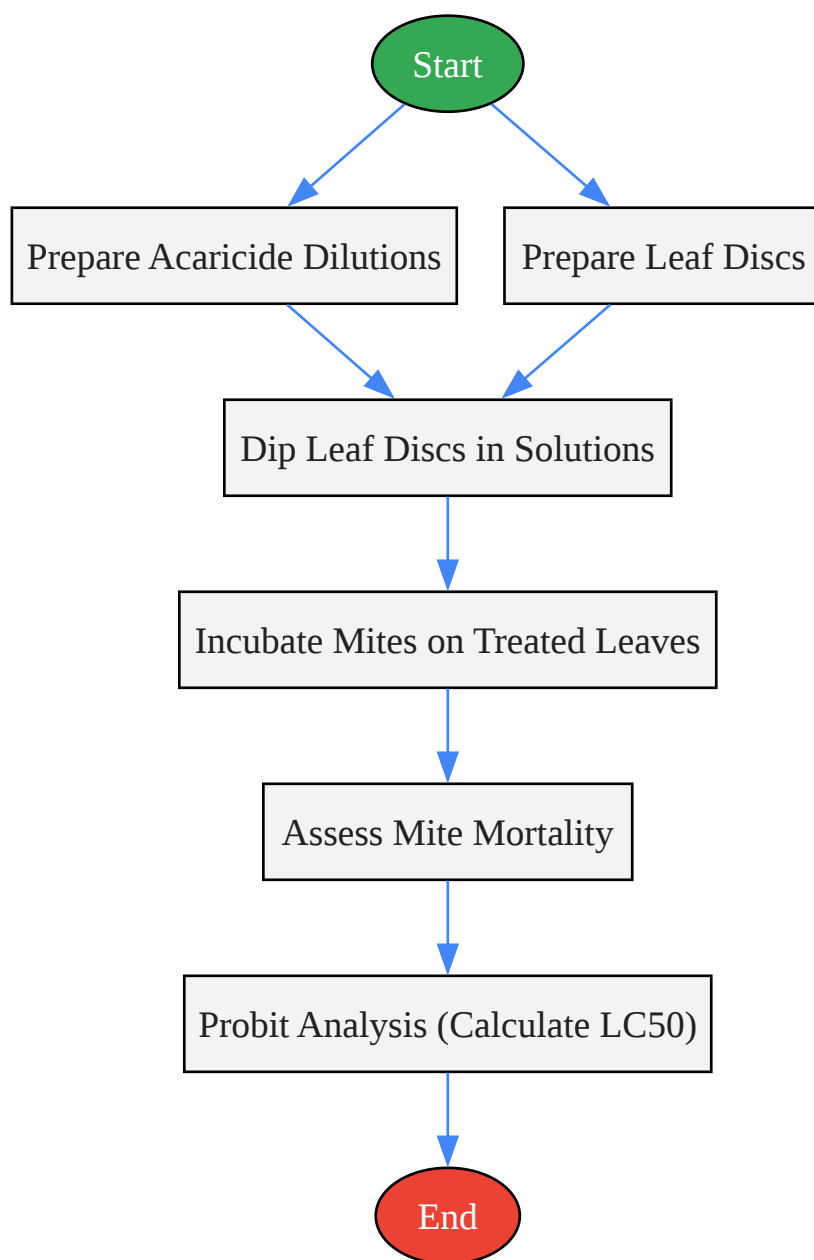 Start
Prepare Acaricide Dilutions
Prepare Leaf Discs
Dip Leaf Discs in Solutions
Incubate Mites on Treated Leaves
Assess Mite Mortality
Probit Analysis (Calculate LC50)
End